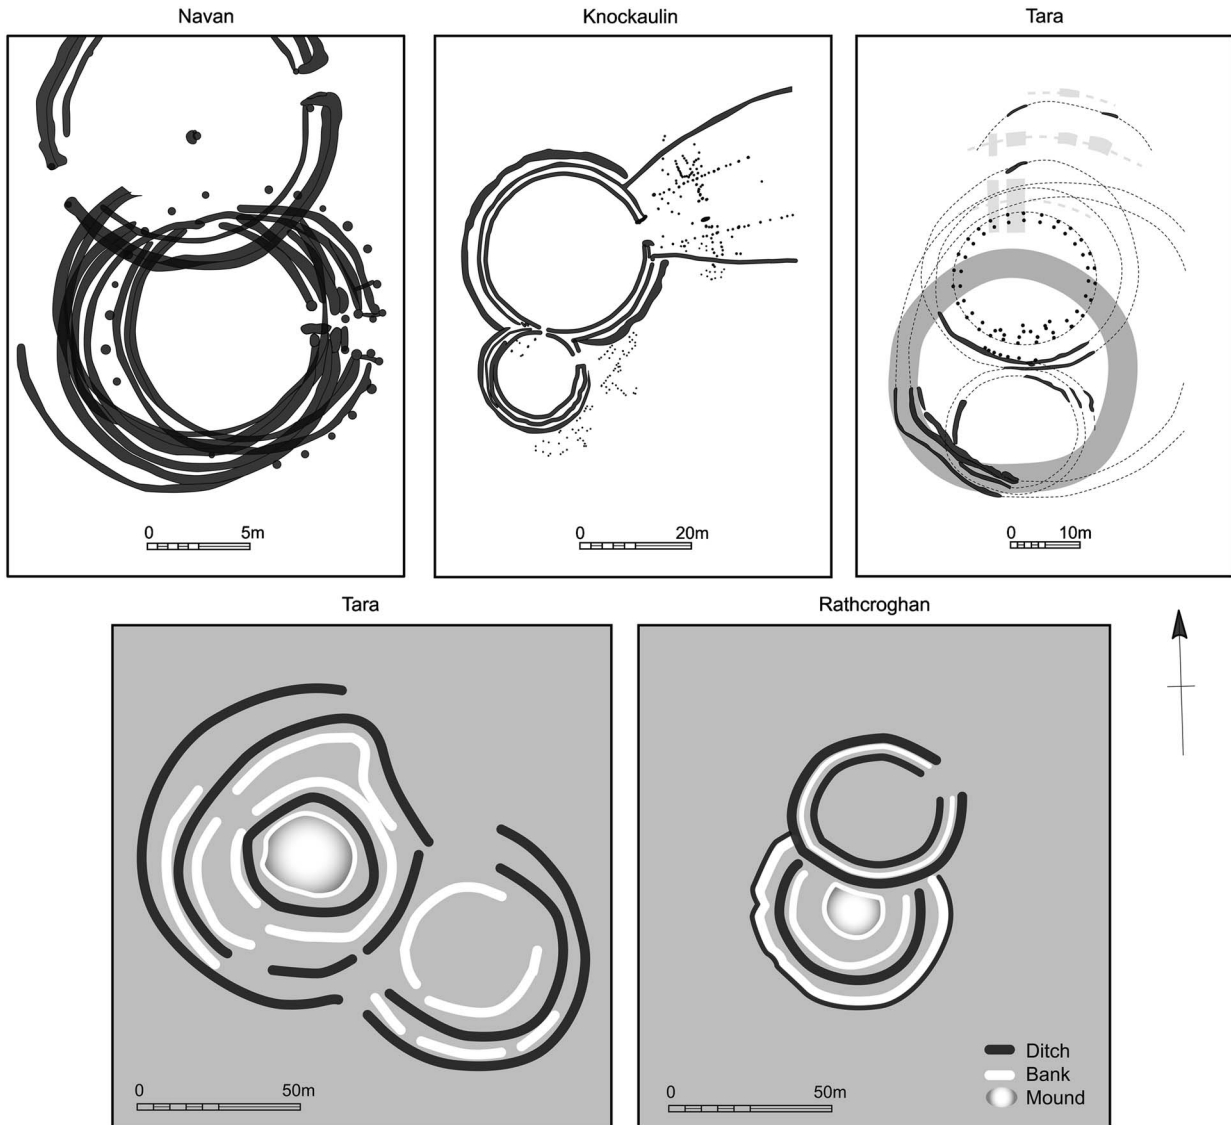 Navan
Knockaulin
Tara
0 5m
0 20m
0 10m
Tara
Rathcroghan
0 50m
0 50m
Ditch
Bank
Mound